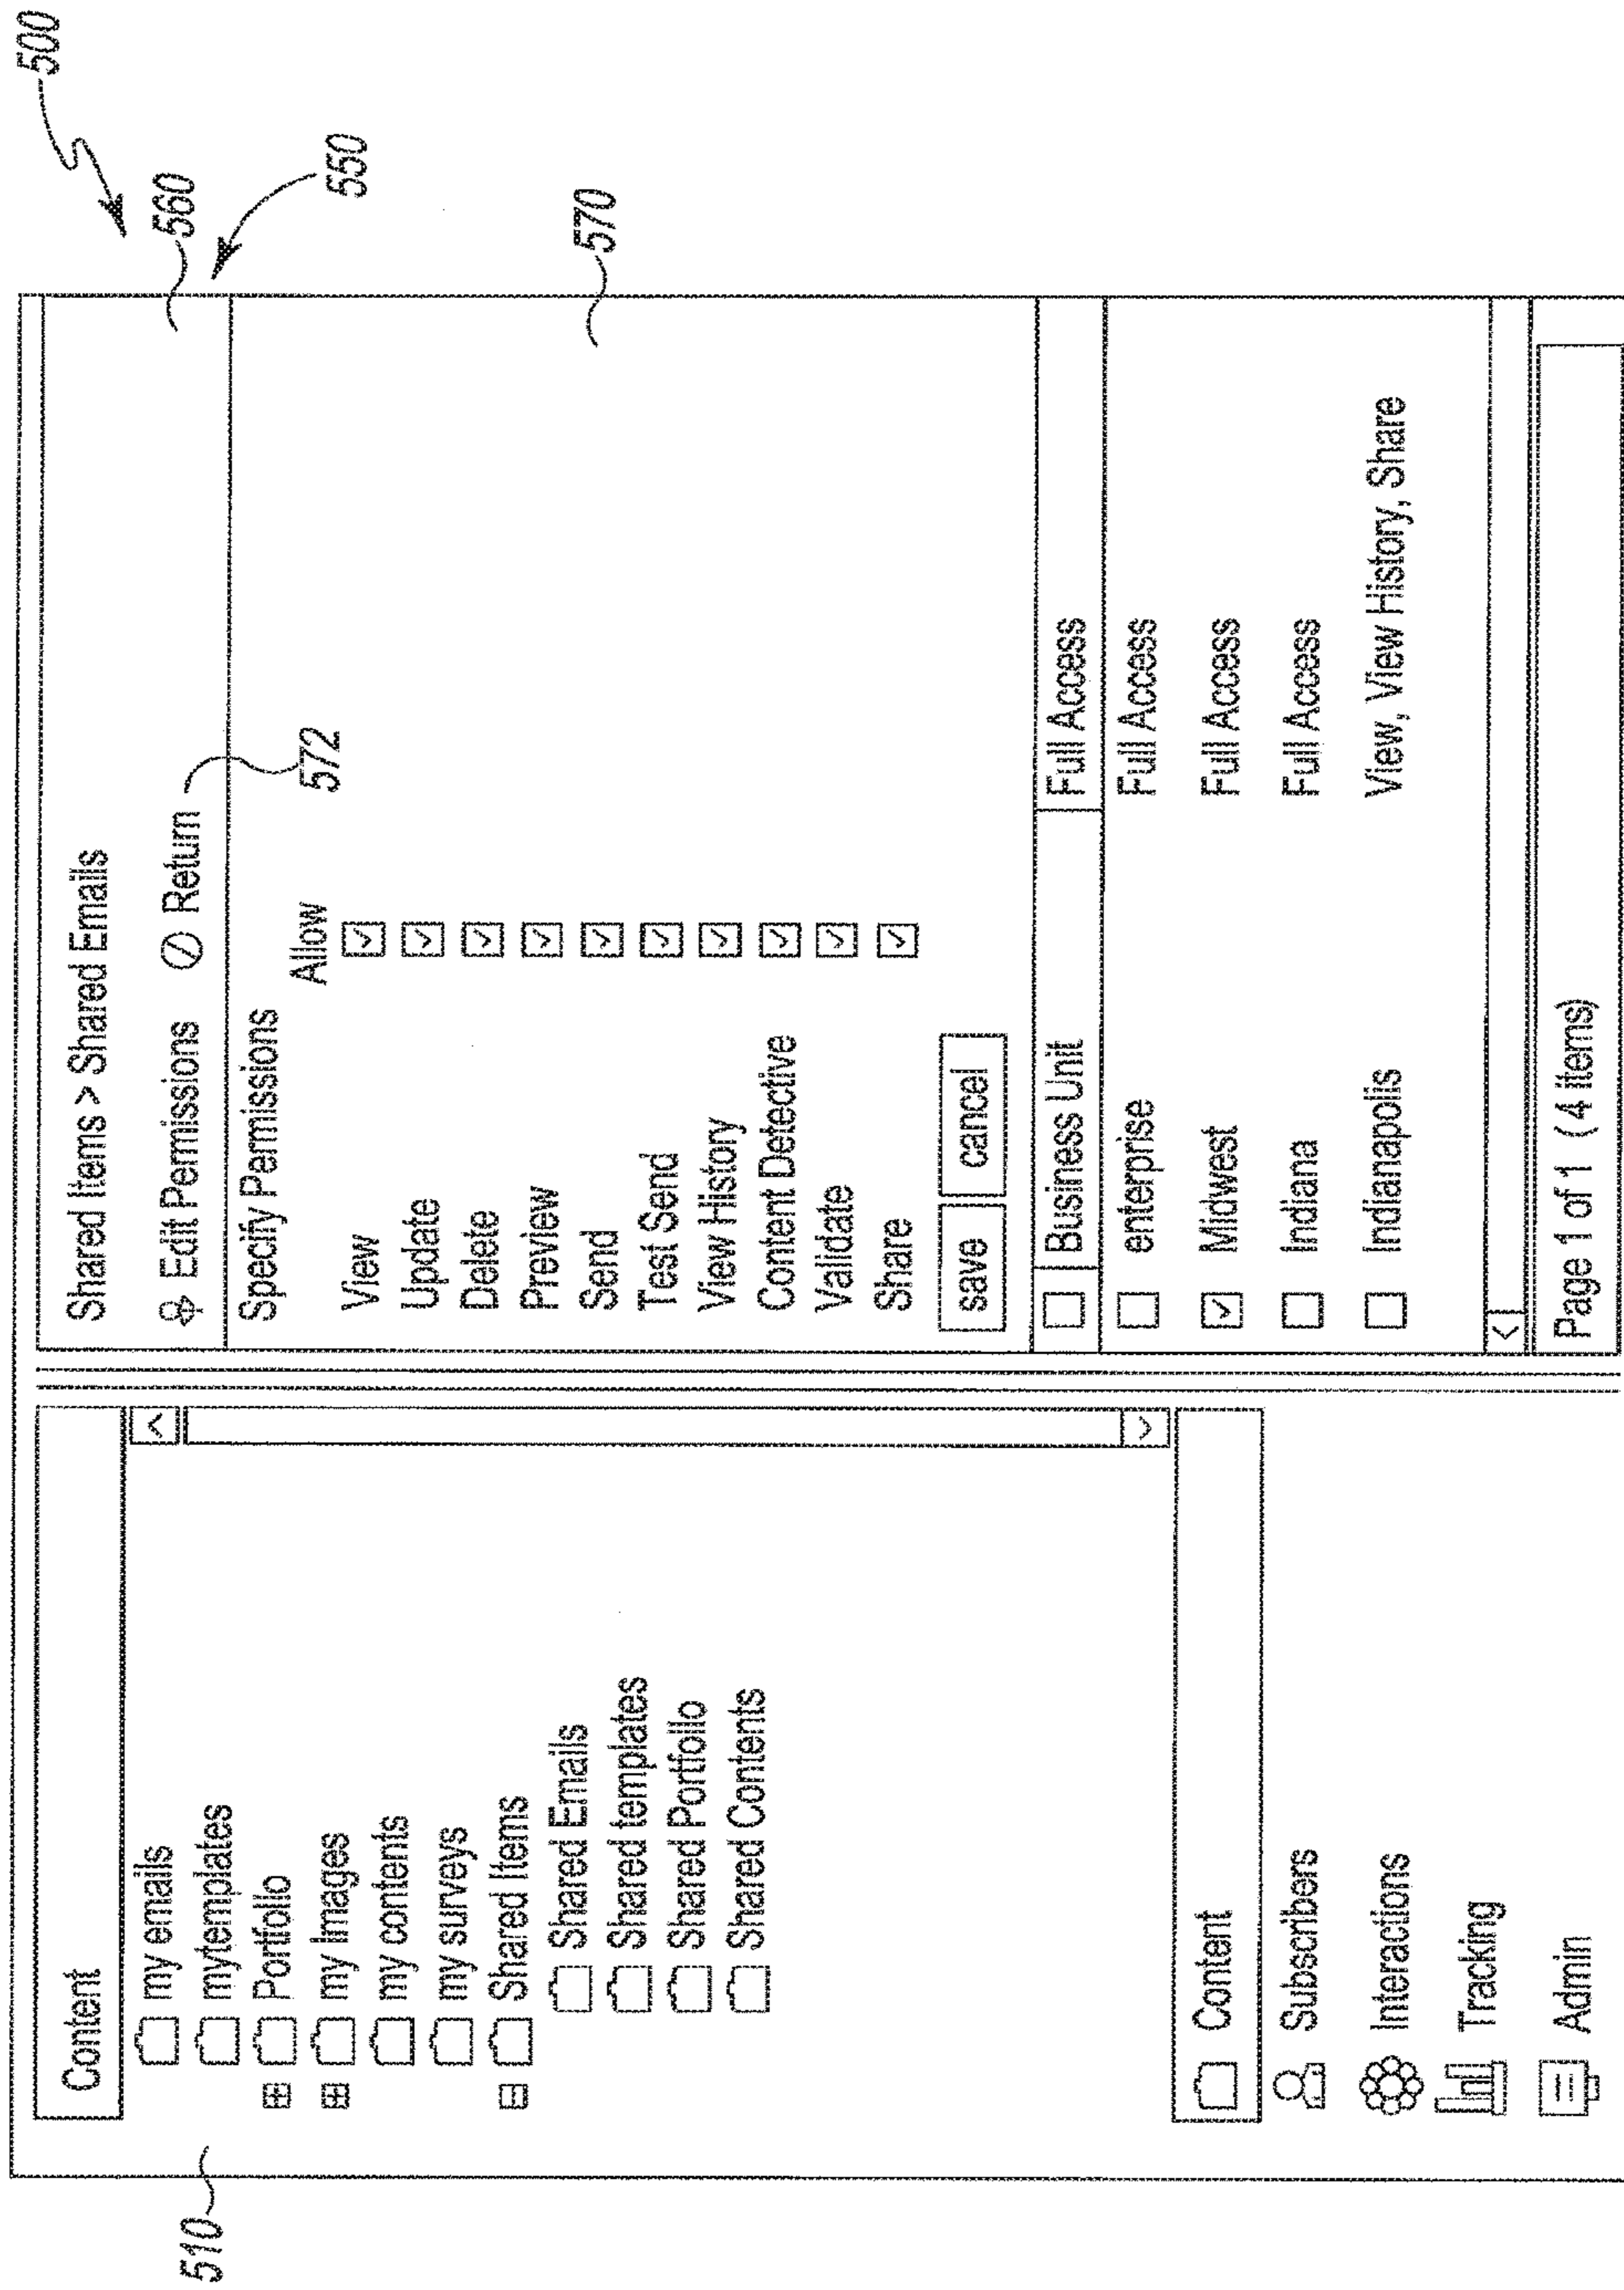 500
560
550
570
572
510
Content
my emails
mytemplates
Portfolio
my Images
my contents
my surveys
Shared Items
Shared Emails
Shared templates
Shared Portfolio
Shared Contents
Content
Subscribers
Interactions
Tracking
Admin
Shared Items > Shared Emails
Edit Permissions Return
Specify Permissions
Allow
View
Update
Delete
Preview
Send
Test Send
View History
Content Detective
Validate
Share
save cancel
Business Unit Full Access
enterprise Full Access
Midwest Full Access
Indiana Full Access
Indianapolis View, View History, Share
Page 1 of 1 (4 items)